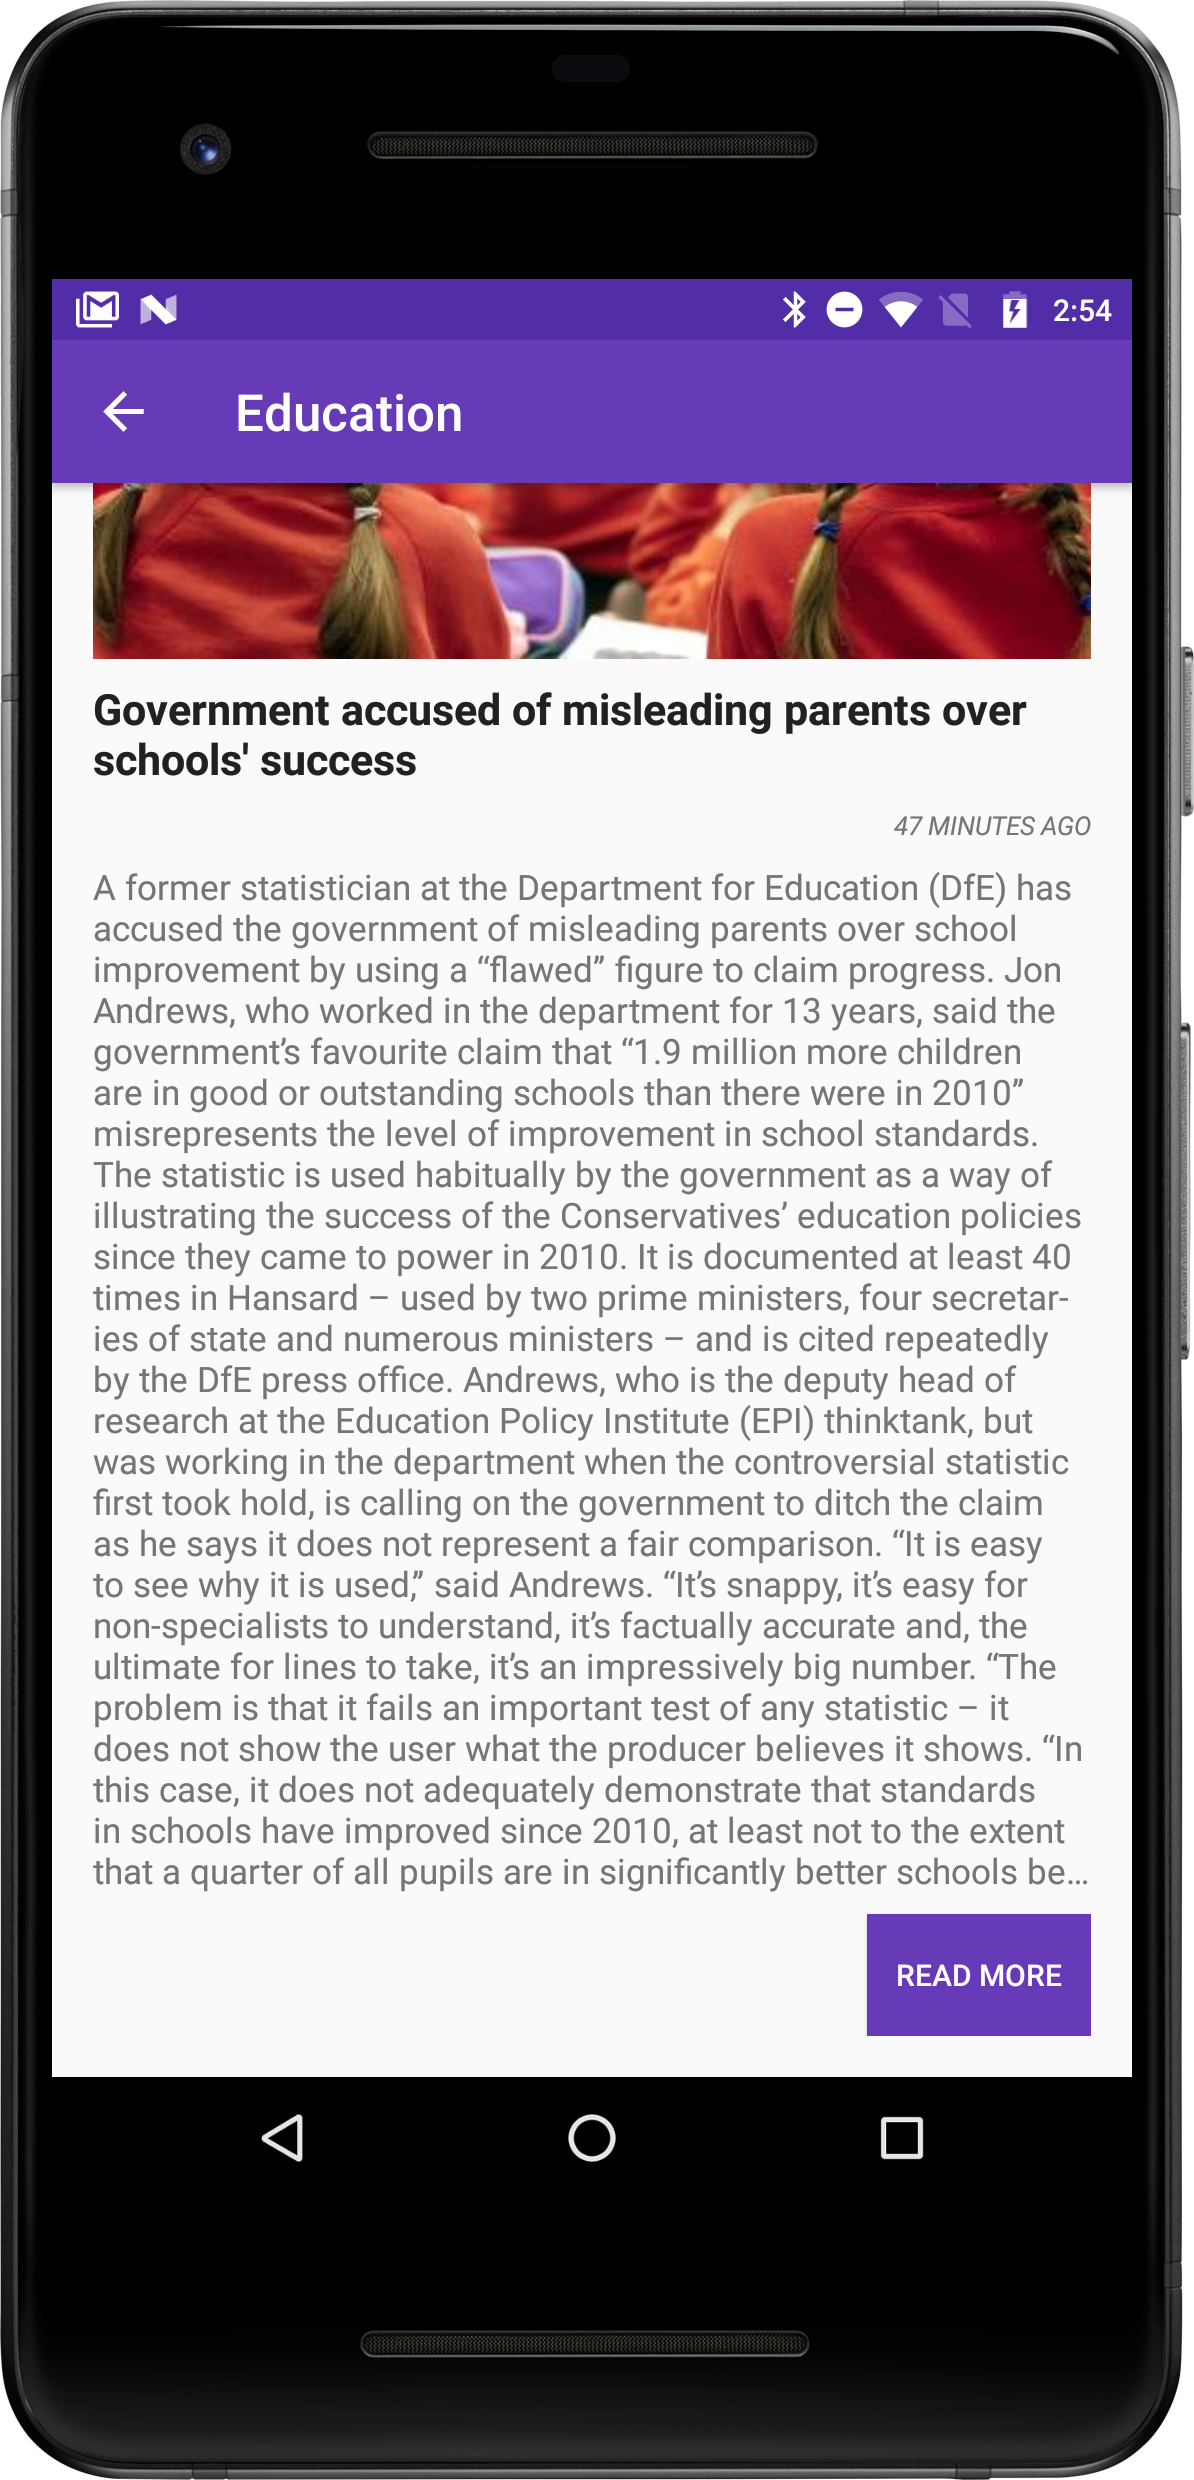 2:54
Education
Government accused of misleading parents over
schools' success
47 MINUTES AGO
A former statistician at the Department for Education (DfE) has
accused the government of misleading parents over school
improvement by using a “flawed” figure to claim progress. Jon
Andrews, who worked in the department for 13 years, said the
government’s favourite claim that “1.9 million more children
are in good or outstanding schools than there were in 2010”
misrepresents the level of improvement in school standards.
The statistic is used habitually by the government as a way of
illustrating the success of the Conservatives’ education policies
since they came to power in 2010. It is documented at least 40
times in Hansard – used by two prime ministers, four secretar-
ies of state and numerous ministers – and is cited repeatedly
by the DfE press office. Andrews, who is the deputy head of
research at the Education Policy Institute (EPI) thinktank, but
was working in the department when the controversial statistic
first took hold, is calling on the government to ditch the claim
as he says it does not represent a fair comparison. “It is easy
to see why it is used,” said Andrews. “It’s snappy, it’s easy for
non-specialists to understand, it’s factually accurate and, the
ultimate for lines to take, it’s an impressively big number. “The
problem is that it fails an important test of any statistic – it
does not show the user what the producer believes it shows. “In
this case, it does not adequately demonstrate that standards
in schools have improved since 2010, at least not to the extent
that a quarter of all pupils are in significantly better schools be…
READ MORE